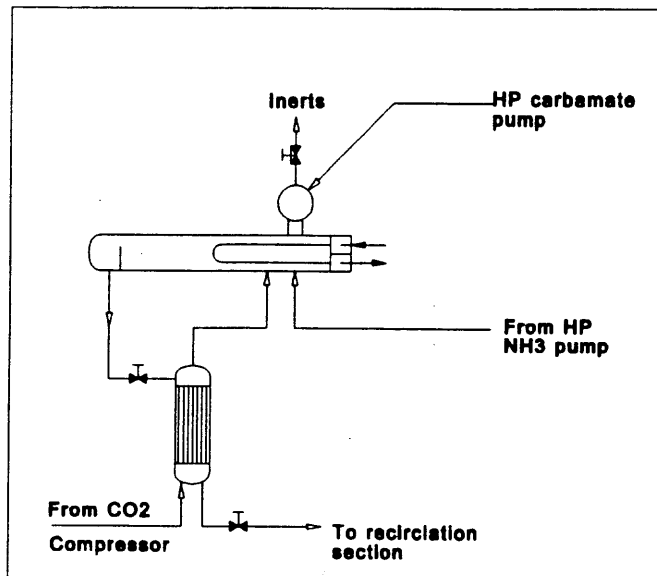 Inerts
HP carbamate
pump
From HP
NH3 pump
From CO2
Compressor
To recirclation
section